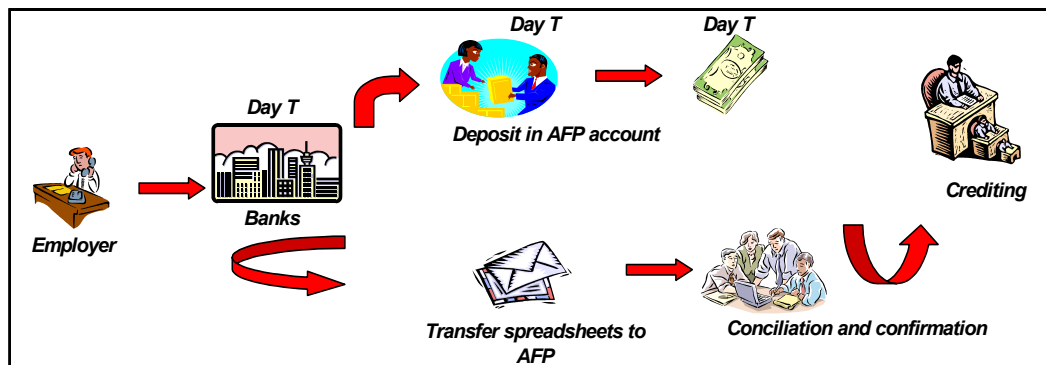 Day T
Day T
Day T
Deposit in AFP account
Employer
Banks
Crediting
Transfer spreadsheets to
AFP
Conciliation and confirmation